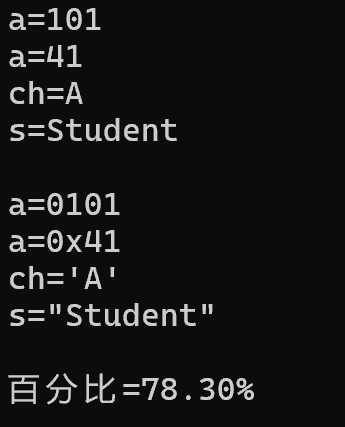 a=101
a=41
ch=A
s=Student
a=0101
a=0x41
ch='A'
s="Student"
百分比=78.30%